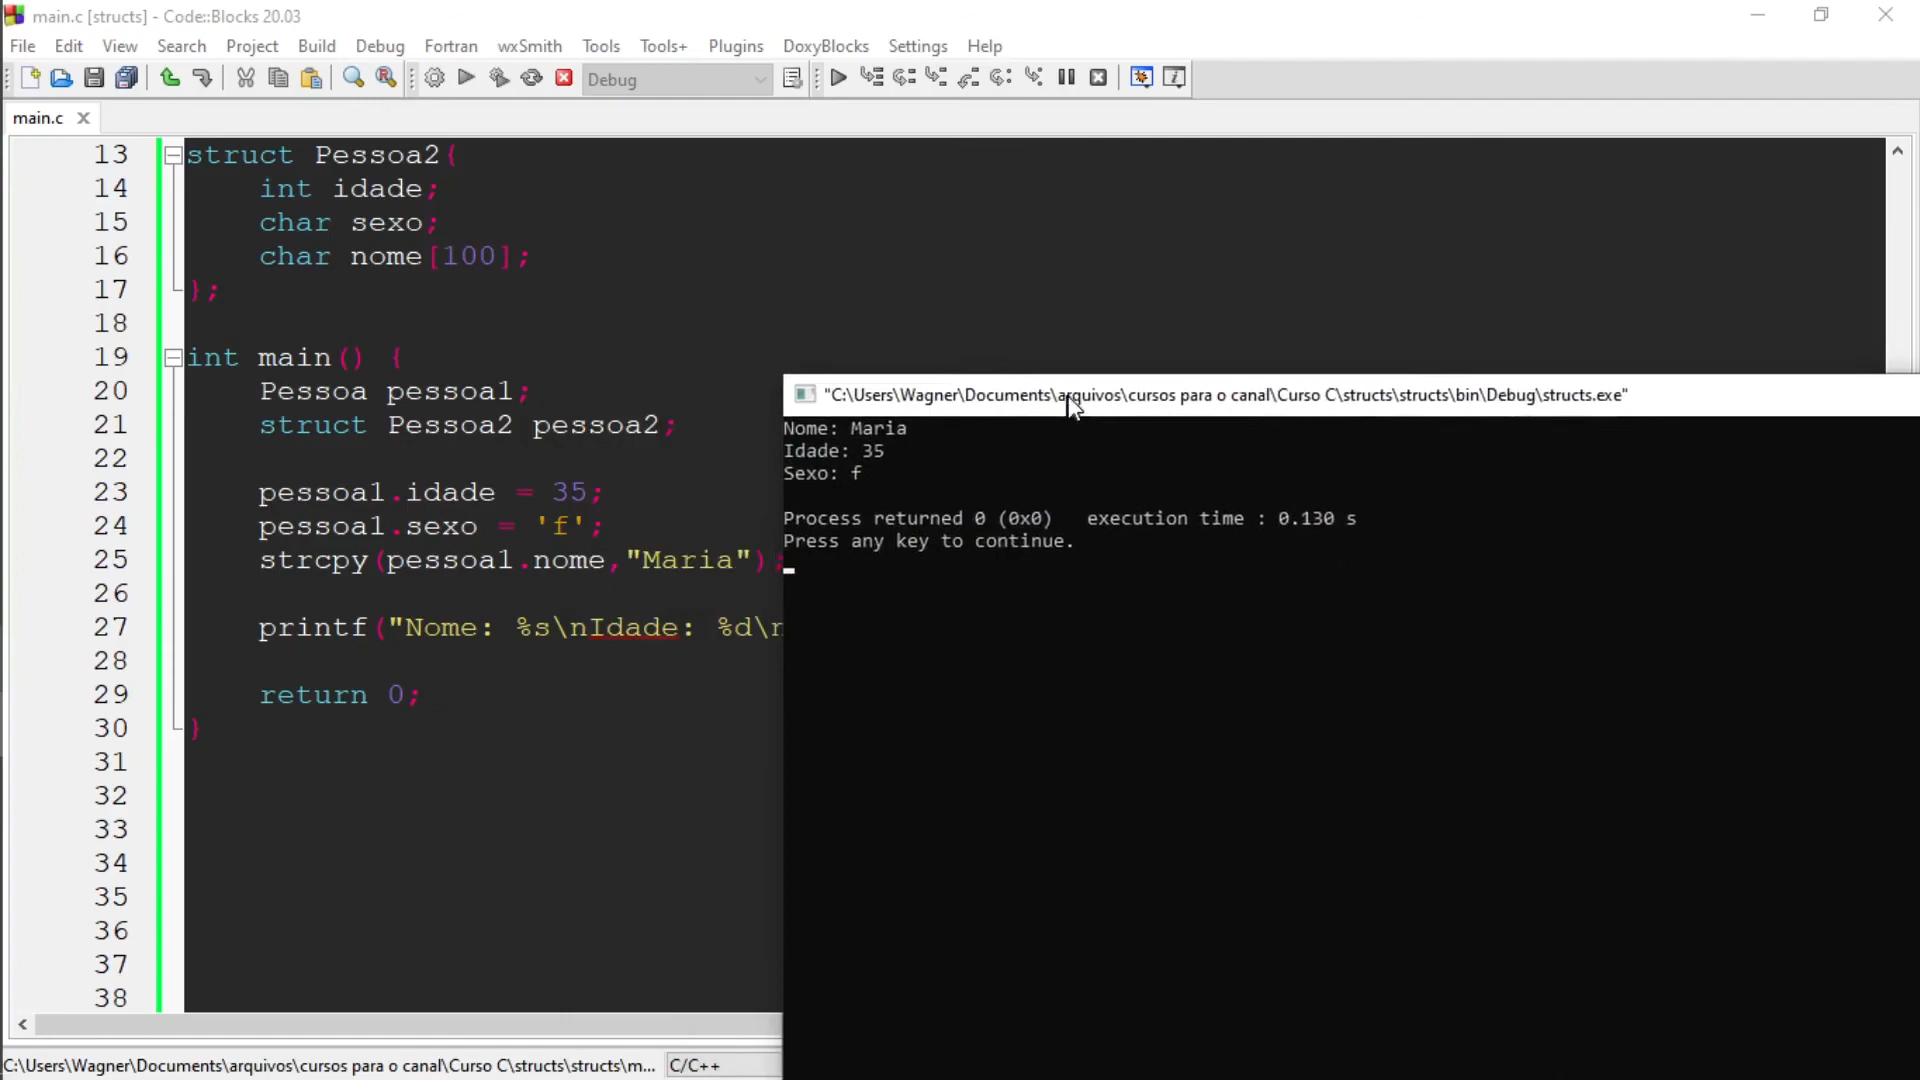 main.c [structs] - Code::Blocks 20.03
File Edit View Search Project Build Debug Fortran wxSmith Tools Tools+ Plugins DoxyBlocks Settings Help
Debug
main.c
13 struct Pessoa2{
14 int idade;
15 char sexo;
16 char nome[100];
17 };
18
19 int main() {
20 Pessoa pessoa1;
21 struct Pessoa2 pessoa2;
22
23 pessoa1.idade = 35;
24 pessoa1.sexo = 'f';
25 strcpy(pessoa1.nome,"Maria");
26
27 printf("Nome: %s\nIdade: %d\n
28
29 return 0;
30 }
31
32
33
34
35
36
37
38
"C:\Users\Wagner\Documents\arquivos\cursos para o canal\Curso C\structs\structs\bin\Debug\structs.exe"
Nome: Maria
Idade: 35
Sexo: f
Process returned 0 (0x0)   execution time : 0.130 s
Press any key to continue.
C:\Users\Wagner\Documents\arquivos\cursos para o canal\Curso C\structs\structs\m... C/C++